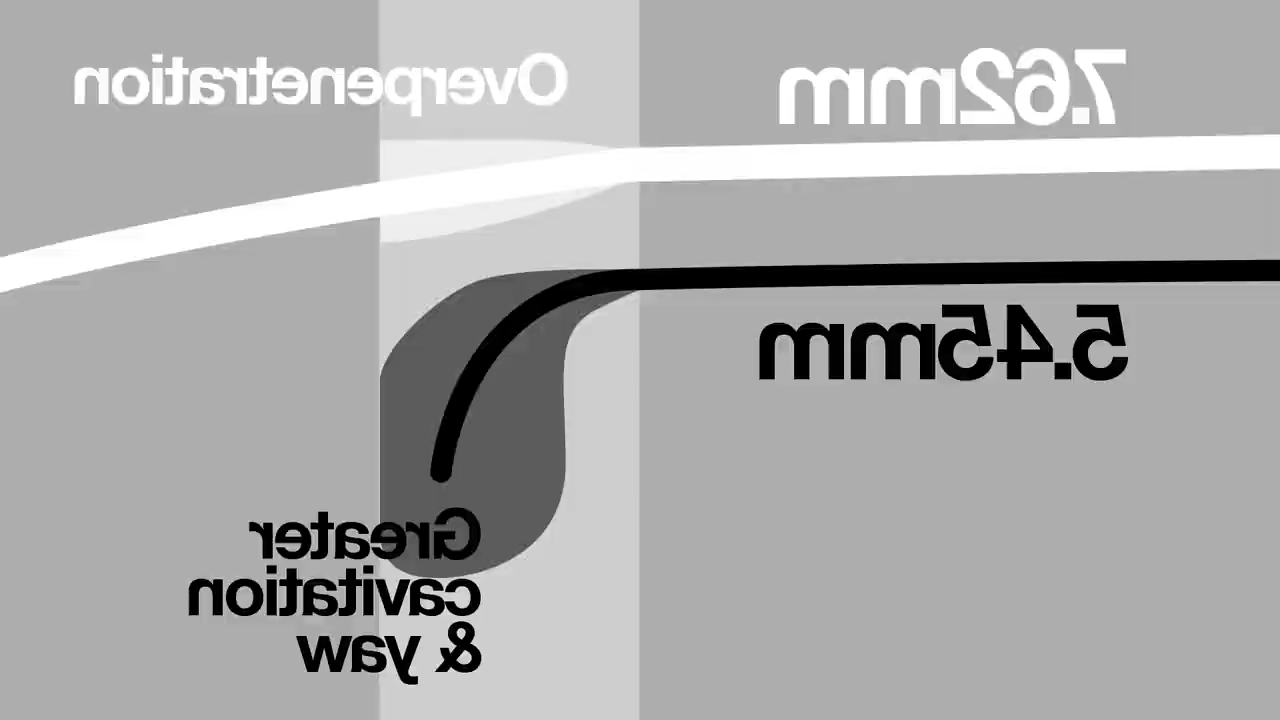 Overpenetration
7.62mm
5.45mm
Greater
cavitation
& yaw